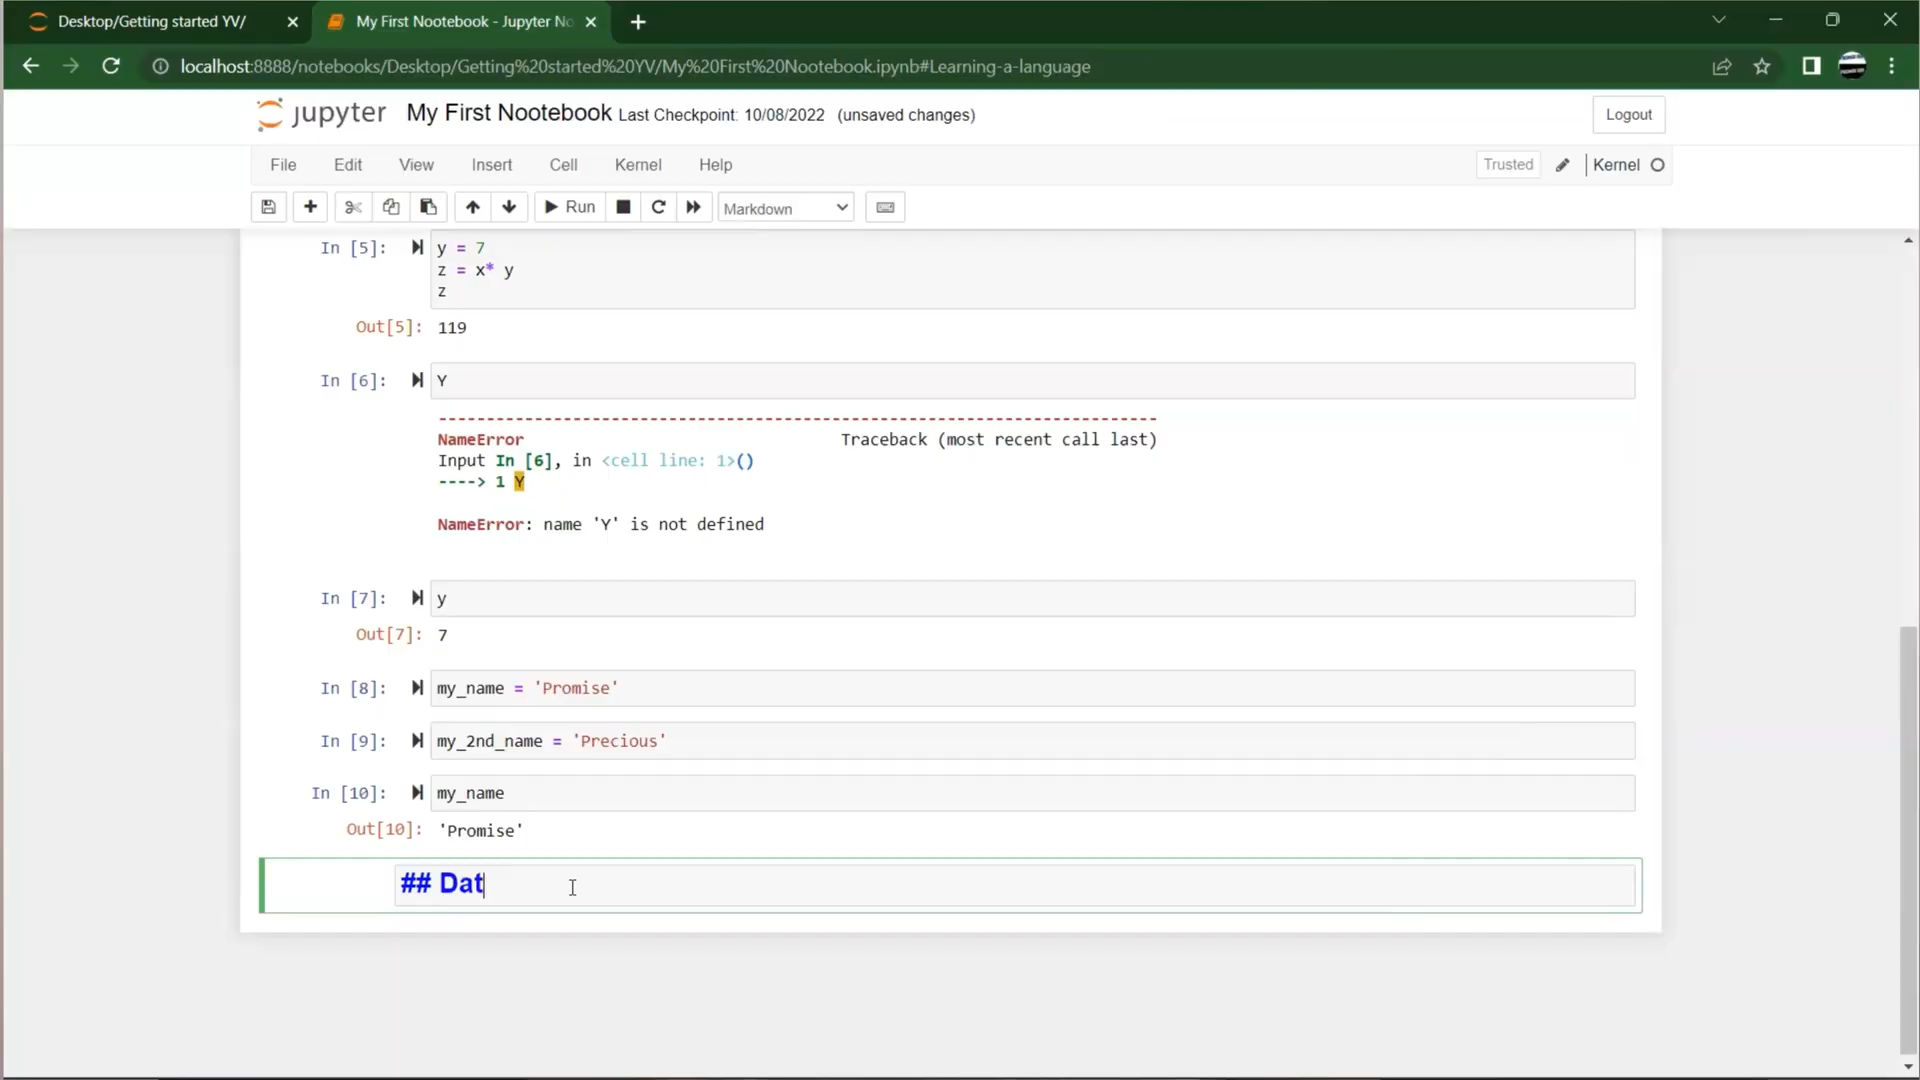 Desktop/Getting started YV/
My First Nootebook - Jupyter No
localhost:8888/notebooks/Desktop/Getting%20started%20YV/My%20First%20Nootebook.ipynb#Learning-a-language
jupyter My First Nootebook Last Checkpoint: 10/08/2022 (unsaved changes)
Logout
File Edit View Insert Cell Kernel Help
Trusted Kernel
Run Markdown
In [5]: y = 7
z = x* y
z
Out[5]: 119
In [6]: Y
---------------------------------------------------------------------------
NameError Traceback (most recent call last)
Input In [6], in <cell line: 1>()
----> 1 Y
NameError: name 'Y' is not defined
In [7]: y
Out[7]: 7
In [8]: my_name = 'Promise'
In [9]: my_2nd_name = 'Precious'
In [10]: my_name
Out[10]: 'Promise'
## Dat